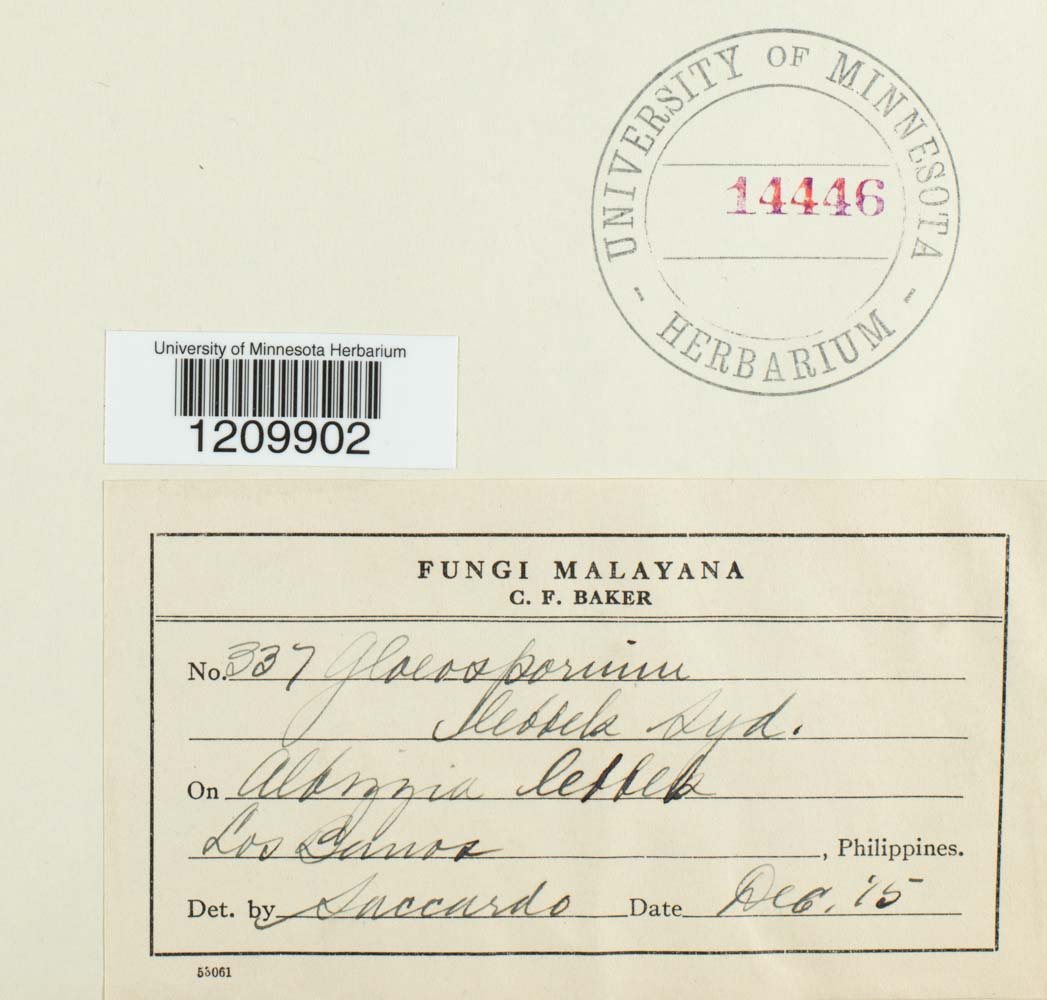 UNIVERSITY OF MINNESOTA
14446
- HERBARIUM -
University of Minnesota Herbarium
1209902
FUNGI MALAYANA
C. F. BAKER
No. 337 Gloeosporium
lebbek Syd.
On Albizzia lebbek
Los Banos, Philippines.
Det. by Saccardo Date Dec. '15
55061